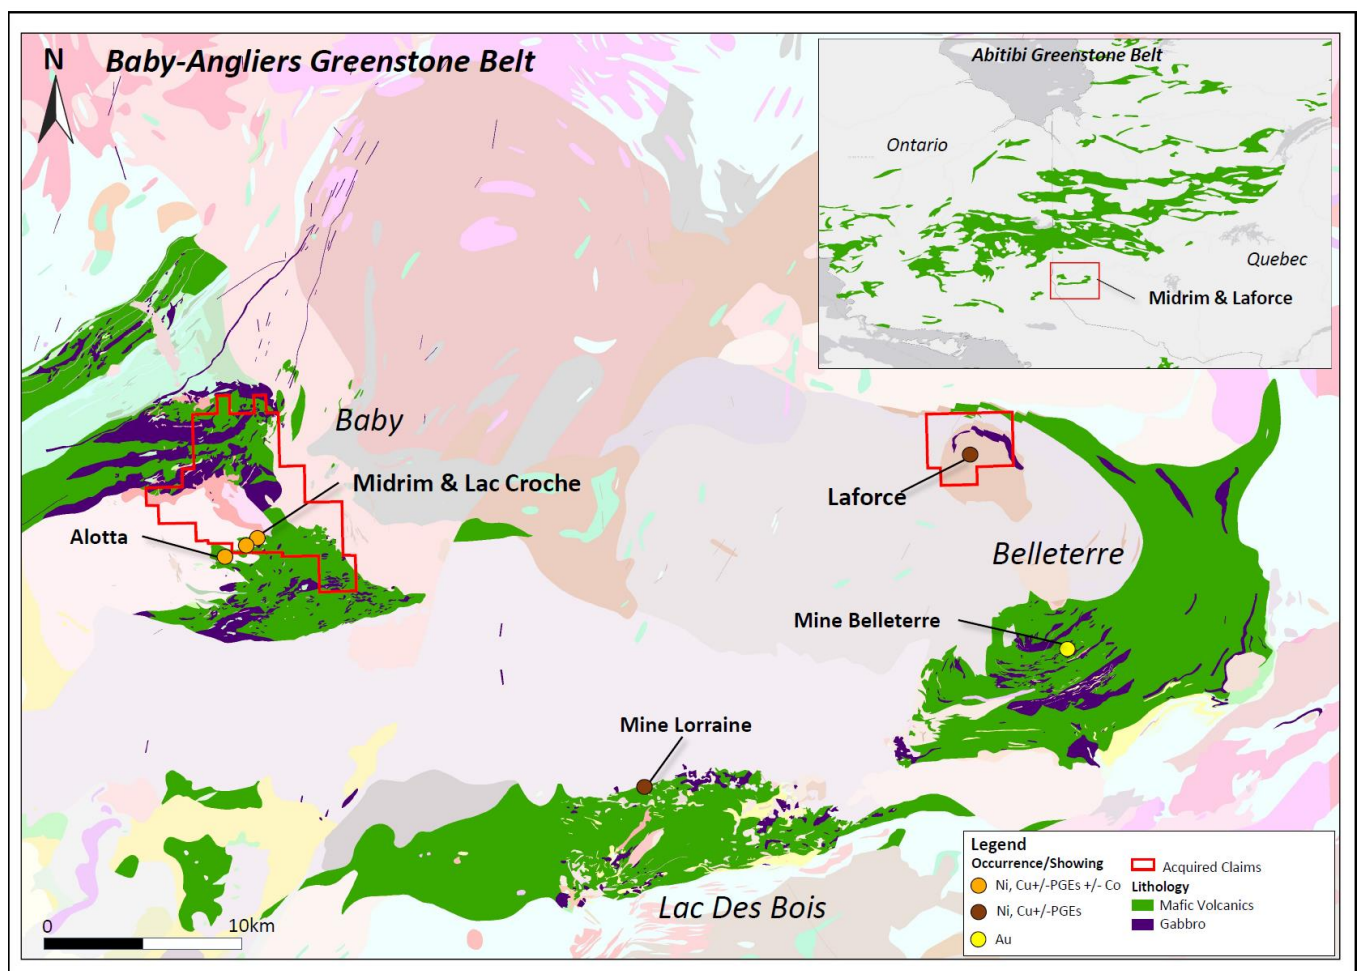 N
Baby-Angliers Greenstone Belt
Abitibi Greenstone Belt
Ontario
Quebec
Midrim & Laforce
Baby
Midrim & Lac Croche
Alotta
Laforce
Belleterre
Mine Belleterre
Mine Lorraine
Lac Des Bois
0 10km
Legend
Occurrence/Showing
Ni, Cu+/-PGEs +/- Co
Ni, Cu+/-PGEs
Au
Acquired Claims
Lithology
Mafic Volcanics
Gabbro